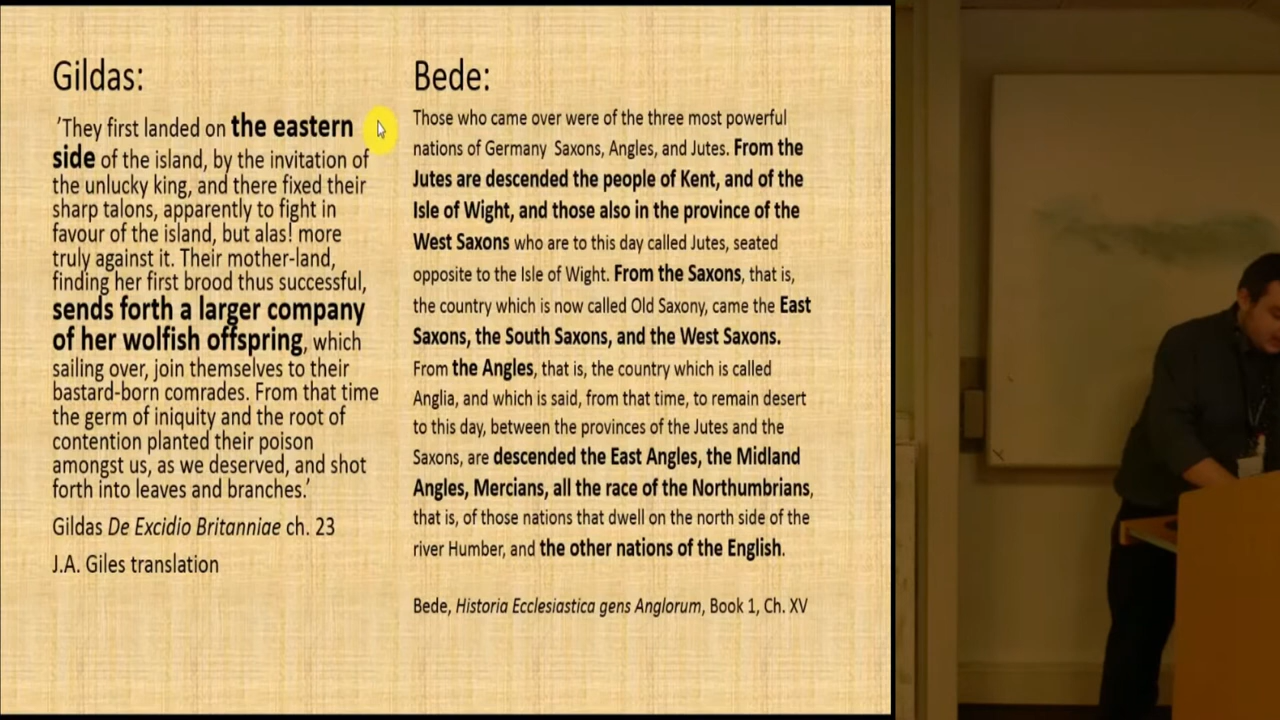 Gildas:
'They first landed on the eastern
side of the island, by the invitation of
the unlucky king, and there fixed their
sharp talons, apparently to fight in
favour of the island, but alas! more
truly against it. Their mother-land,
finding her first brood thus successful,
sends forth a larger company
of her wolfish offspring, which
sailing over, join themselves to their
bastard-born comrades. From that time
the germ of iniquity and the root of
contention planted their poison
amongst us, as we deserved, and shot
forth into leaves and branches.'
Gildas De Excidio Britanniae ch. 23
J.A. Giles translation
Bede:
Those who came over were of the three most powerful
nations of Germany Saxons, Angles, and Jutes. From the
Jutes are descended the people of Kent, and of the
Isle of Wight, and those also in the province of the
West Saxons who are to this day called Jutes, seated
opposite to the Isle of Wight. From the Saxons, that is,
the country which is now called Old Saxony, came the East
Saxons, the South Saxons, and the West Saxons.
From the Angles, that is, the country which is called
Anglia, and which is said, from that time, to remain desert
to this day, between the provinces of the Jutes and the
Saxons, are descended the East Angles, the Midland
Angles, Mercians, all the race of the Northumbrians,
that is, of those nations that dwell on the north side of the
river Humber, and the other nations of the English.
Bede, Historia Ecclesiastica gens Anglorum, Book 1, Ch. XV